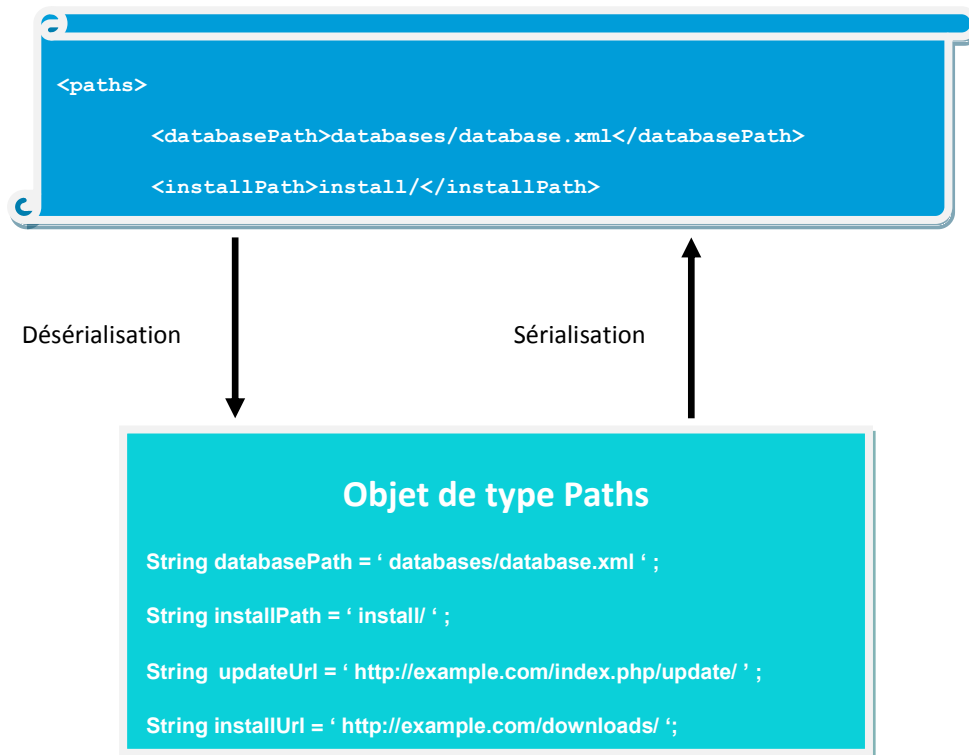 <paths>
<databasePath>databases/database.xml</databasePath>
<installPath>install/</installPath>
Désérialisation
Sérialisation
Objet de type Paths
String databasePath = ‘ databases/database.xml ‘ ;
String installPath = ‘ install/ ‘ ;
String updateUrl = ‘ http://example.com/index.php/update/ ’ ;
String installUrl = ‘ http://example.com/downloads/ ‘;